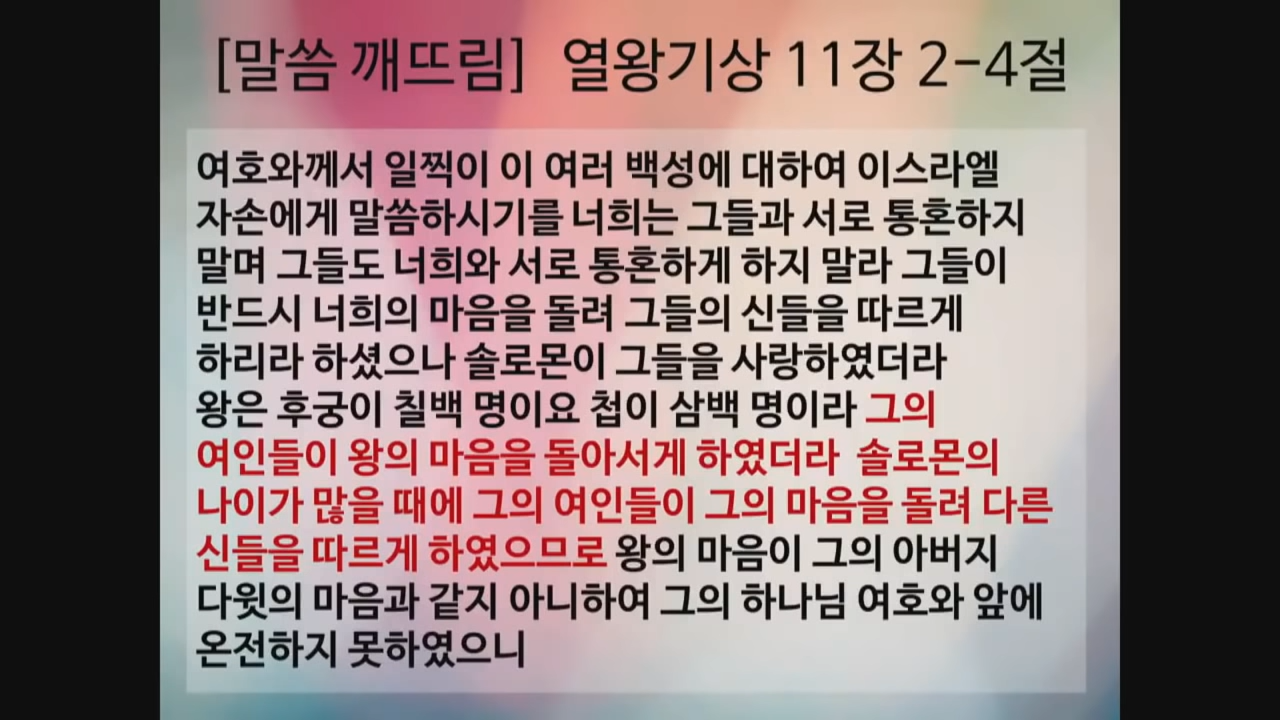 [말씀 깨뜨림] 열왕기상 11장 2-4절
여호와께서 일찍이 이 여러 백성에 대하여 이스라엘
자손에게 말씀하시기를 너희는 그들과 서로 통혼하지
말며 그들도 너희와 서로 통혼하게 하지 말라 그들이
반드시 너희의 마음을 돌려 그들의 신들을 따르게
하리라 하셨으나 솔로몬이 그들을 사랑하였더라
왕은 후궁이 칠백 명이요 첩이 삼백 명이라 그의
여인들이 왕의 마음을 돌아서게 하였더라 솔로몬의
나이가 많을 때에 그의 여인들이 그의 마음을 돌려 다른
신들을 따르게 하였으므로 왕의 마음이 그의 아버지
다윗의 마음과 같지 아니하여 그의 하나님 여호와 앞에
온전하지 못하였으니